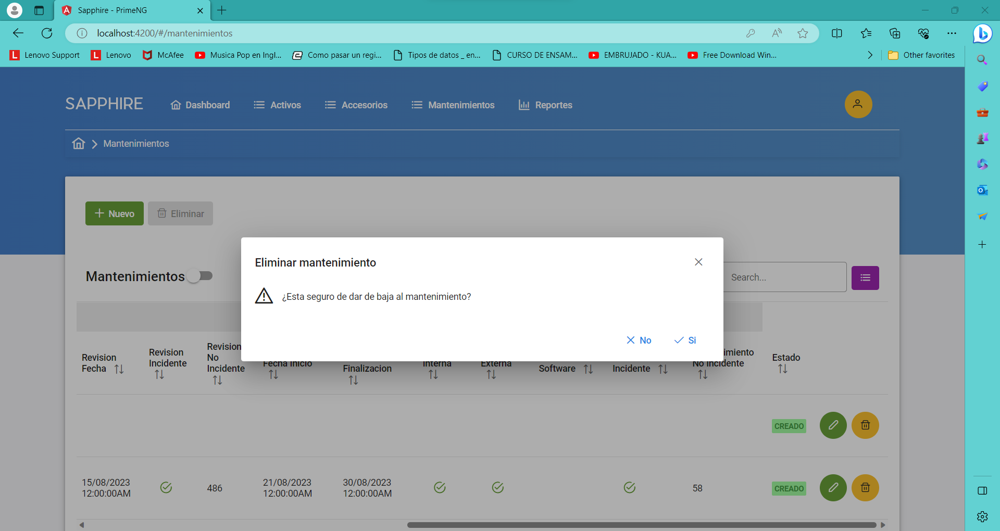 Sapphire - PrimeNG
localhost:4200/#/mantenimientos
Lenovo Support
Lenovo
McAfee
Musica Pop en Ingl...
Como pasar un regi...
Tipos de datos _ en...
CURSO DE ENSAM...
EMBRUJADO - KUA...
Free Download Win...
Other favorites
SAPPHIRE
Dashboard
Activos
Accesorios
Mantenimientos
Reportes
Mantenimientos
Nuevo
Eliminar
Mantenimientos
Search...
Eliminar mantenimiento
¿Esta seguro de dar de baja al mantenimiento?
No
Si
Revision
Fecha
Revision
Incidente
Revision
No
Incidente
Fecha Inicio
Finalizacion
Interna
Externa
Software
Incidente
No Incidente
Estado
CREADO
15/08/2023
12:00:00AM
486
21/08/2023
12:00:00AM
30/08/2023
12:00:00AM
58
CREADO